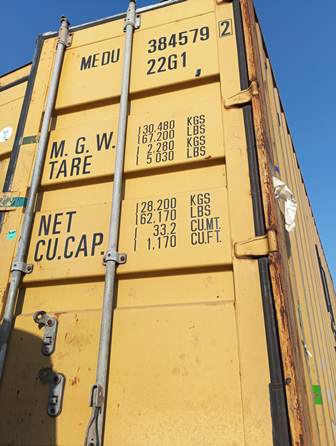 MEDU 384579 2
22G1
M.G.W. 30.480 KGS
67.200 LBS
TARE 2.280 KGS
5.030 LBS
NET 28.200 KGS
62.170 LBS
CU.CAP. 33.2 CU.MT.
1.170 CU.FT.